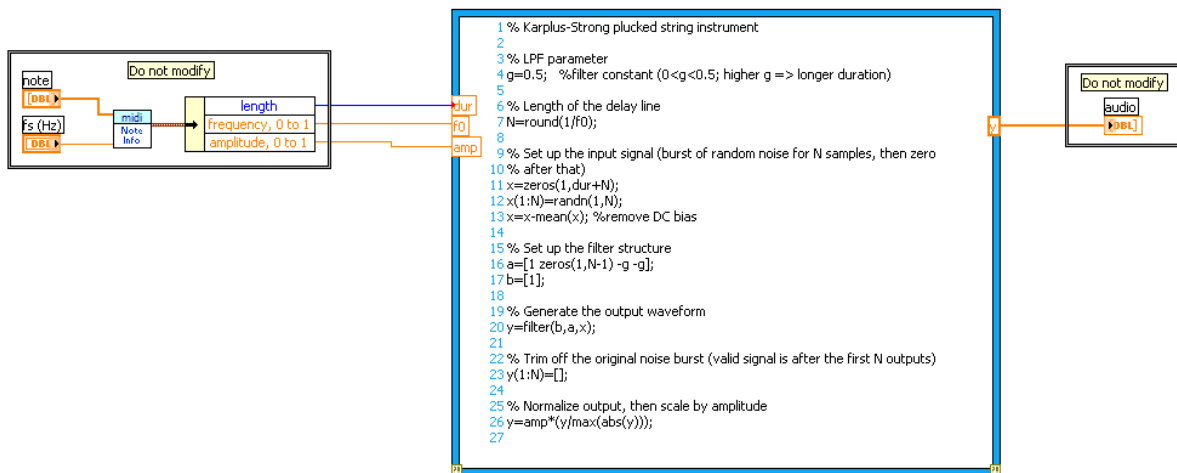 Do not modify
note
DBL
fs (Hz)
DBL
midi
Note
Info
length
frequency, 0 to 1
amplitude, 0 to 1
dur
f0
amp
1 % Karplus-Strong plucked string instrument
2
3 % LPF parameter
4 g=0.5;   %filter constant (0<g<0.5; higher g => longer duration)
5
6 % Length of the delay line
7 N=round(1/f0);
8
9 % Set up the input signal (burst of random noise for N samples, then zero
10 % after that)
11 x=zeros(1,dur+N);
12 x(1:N)=randn(1,N);
13 x=x-mean(x); %remove DC bias
14
15 % Set up the filter structure
16 a=[1 zeros(1,N-1) -g -g];
17 b=[1];
18
19 % Generate the output waveform
20 y=filter(b,a,x);
21
22 % Trim off the original noise burst (valid signal is after the first N outputs)
23 y(1:N)=[];
24
25 % Normalize output, then scale by amplitude
26 y=amp*(y/max(abs(y)));
27
y
Do not modify
audio
DBL